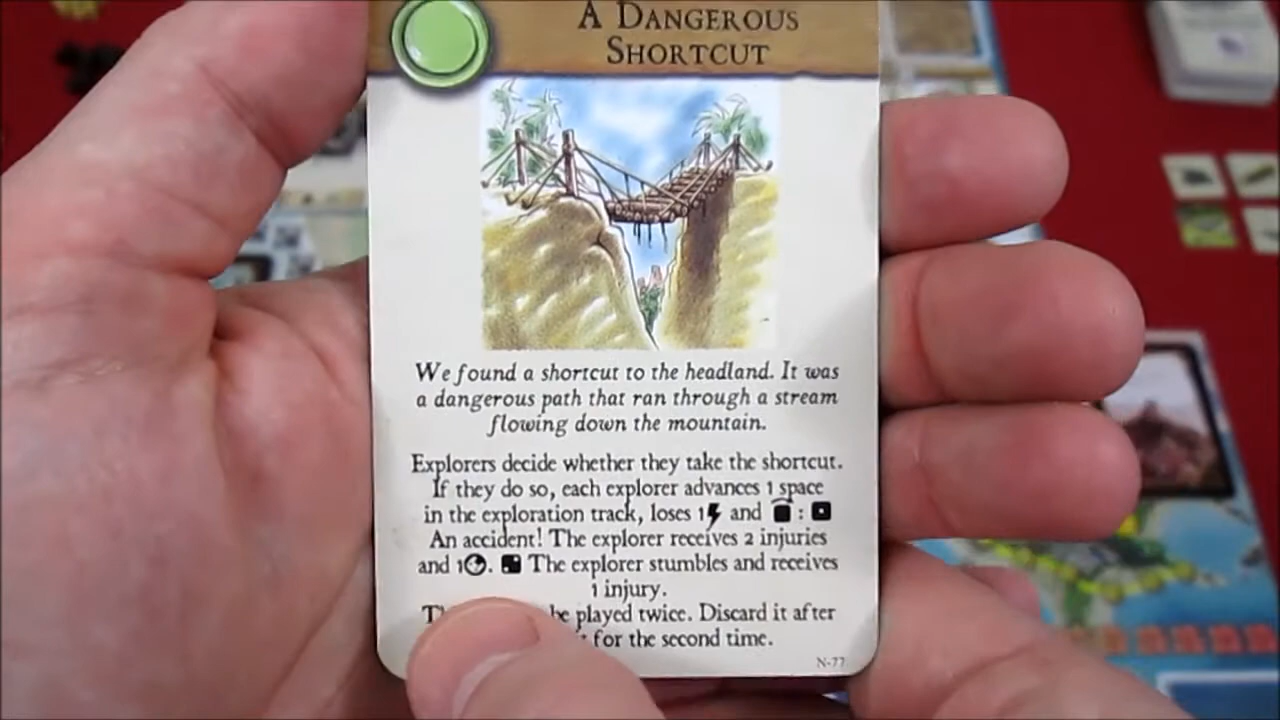 A Dangerous
Shortcut
We found a shortcut to the headland. It was
a dangerous path that ran through a stream
flowing down the mountain.
Explorers decide whether they take the shortcut.
If they do so, each explorer advances 1 space
in the exploration track, loses 1 and :
An accident! The explorer receives 2 injuries
and 1. The explorer stumbles and receives
1 injury.
be played twice. Discard it after
for the second time.
N-77